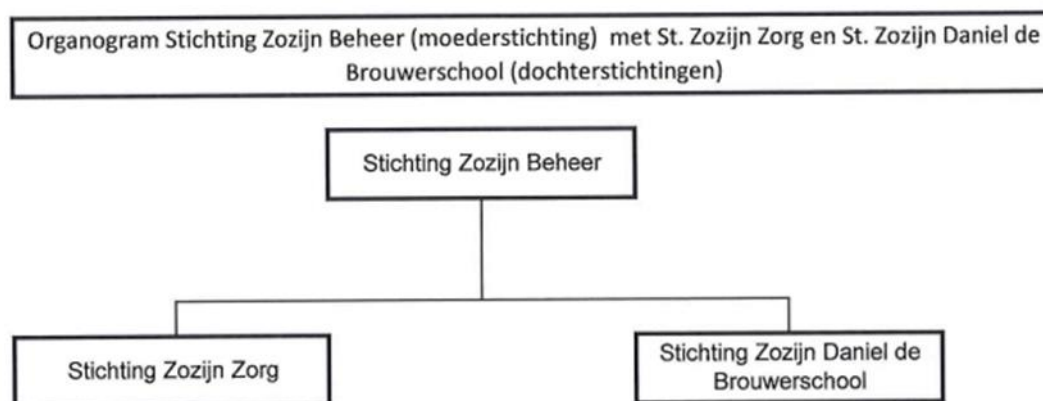 Organogram Stichting Zozijn Beheer (moederstichting) met St. Zozijn Zorg en St. Zozijn Daniel de
Brouwerschool (dochterstichtingen)
Stichting Zozijn Beheer
Stichting Zozijn Zorg
Stichting Zozijn Daniel de
Brouwerschool